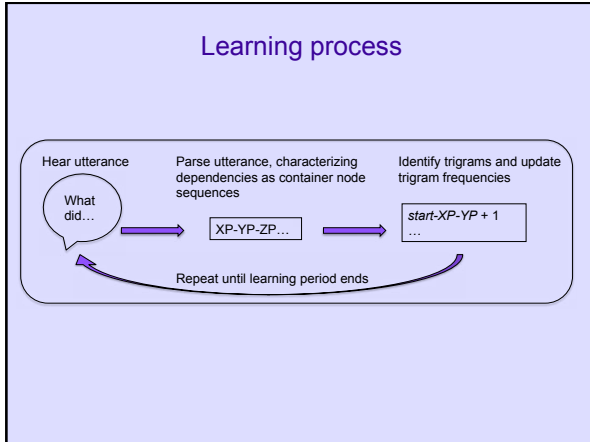 Learning process
Hear utterance
What
did…
Parse utterance, characterizing
dependencies as container node
sequences
XP-YP-ZP…
Identify trigrams and update
trigram frequencies
start-XP-YP + 1
…
Repeat until learning period ends